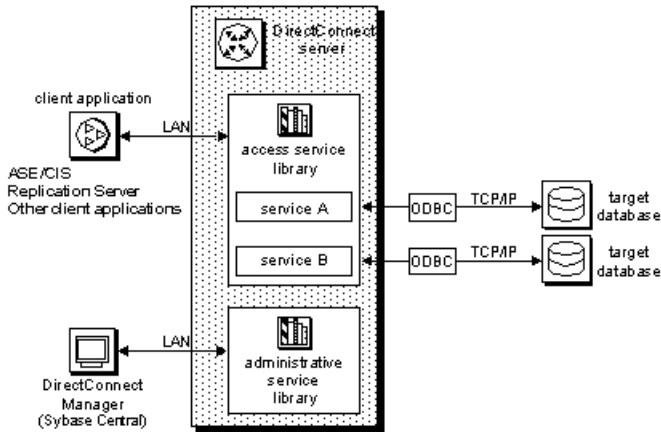 DirectConnect
server
client application
LAN
ASE/CIS
Replication Server
Other client applications
access service
library
service A
ODBC
TCP/IP
target
database
service B
ODBC
TCP/IP
target
database
LAN
DirectConnect
Manager
(Sybase Central)
administrative
service
library